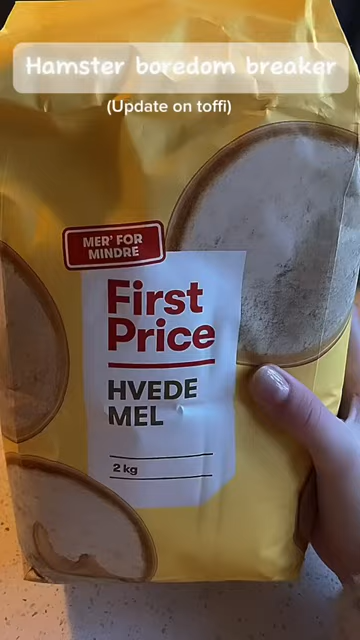 Hamster boredom breaker
(Update on toffi)
MER' FOR
MINDRE
First
Price
HVEDE
MEL
2 kg